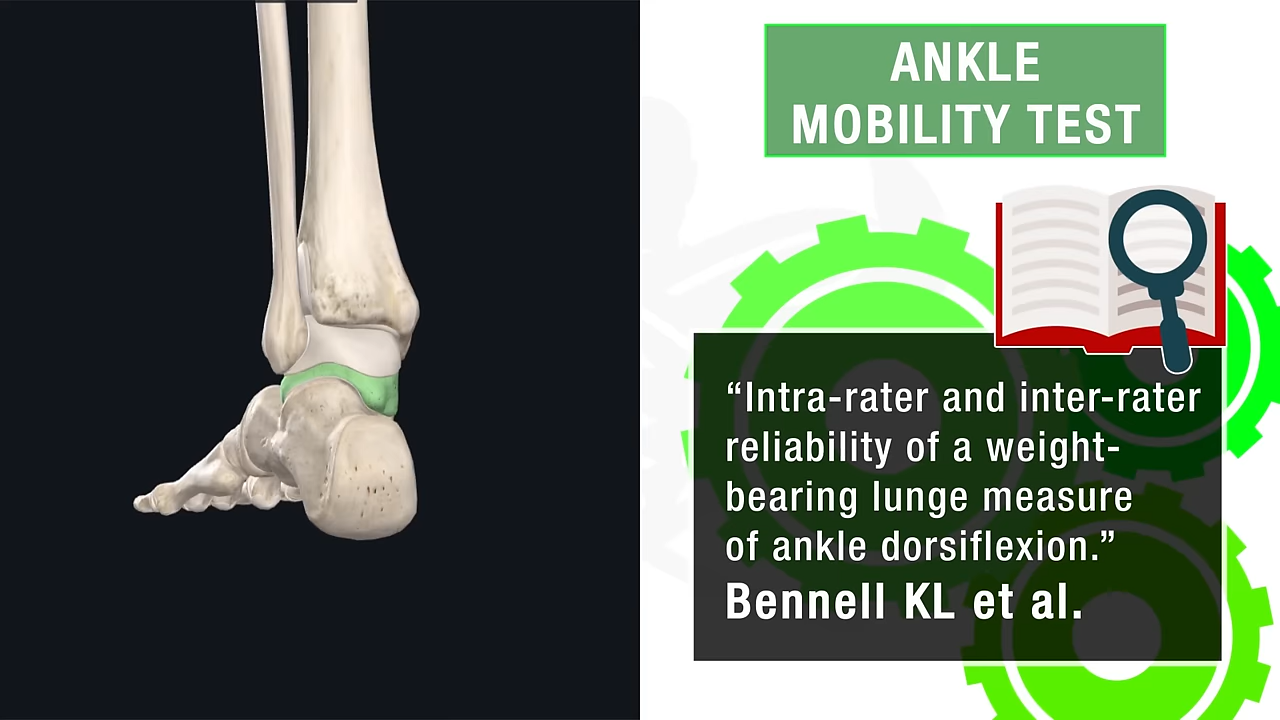 ANKLE
MOBILITY TEST
“Intra-rater and inter-rater
reliability of a weight-
bearing lunge measure
of ankle dorsiflexion.”
Bennell KL et al.